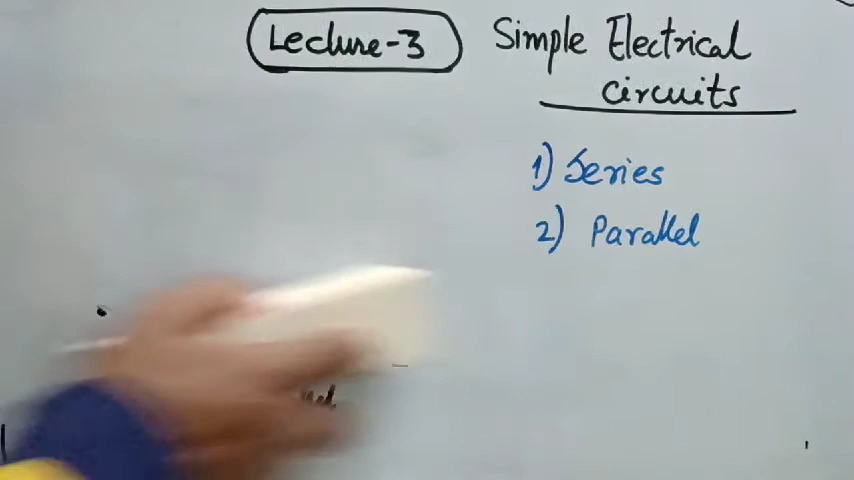 Lecture-3
Simple Electrical
circuits
1) Series
2) Parallel